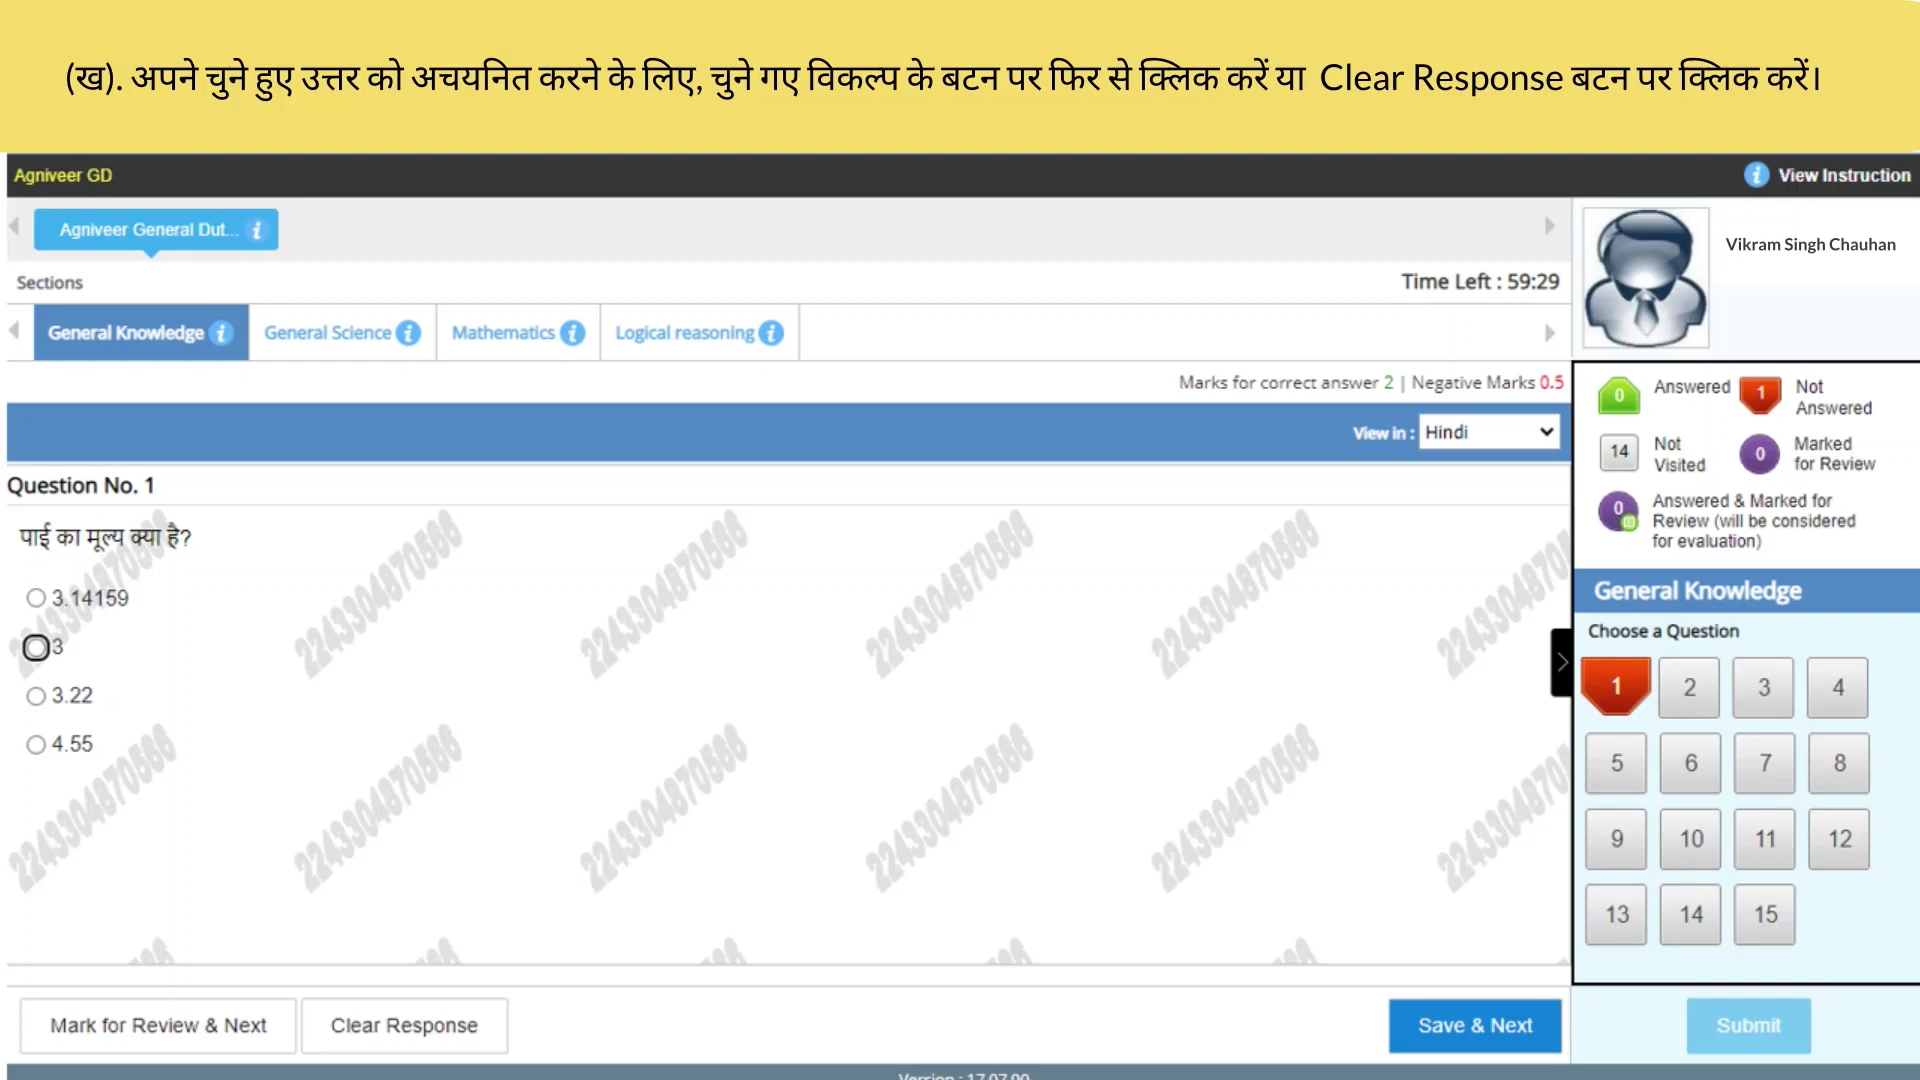 (ख). अपने चुने हुए उत्तर को अचयनित करने के लिए, चुने गए विकल्प के बटन पर फिर से क्लिक करें या Clear Response बटन पर क्लिक करें।
Agniveer GD
View Instruction
Agniveer General Dut...
Vikram Singh Chauhan
Sections
Time Left : 59:29
General Knowledge
General Science
Mathematics
Logical reasoning
Marks for correct answer 2 | Negative Marks 0.5
View in : Hindi
Question No. 1
पाई का मूल्य क्या है?
3.14159
3
3.22
4.55
2243304870586
0 Answered
1 Not Answered
14 Not Visited
0 Marked for Review
0 Answered & Marked for
Review (will be considered
for evaluation)
General Knowledge
Choose a Question
1 2 3 4
5 6 7 8
9 10 11 12
13 14 15
Mark for Review & Next
Clear Response
Save & Next
Submit
Version : 17.07.00